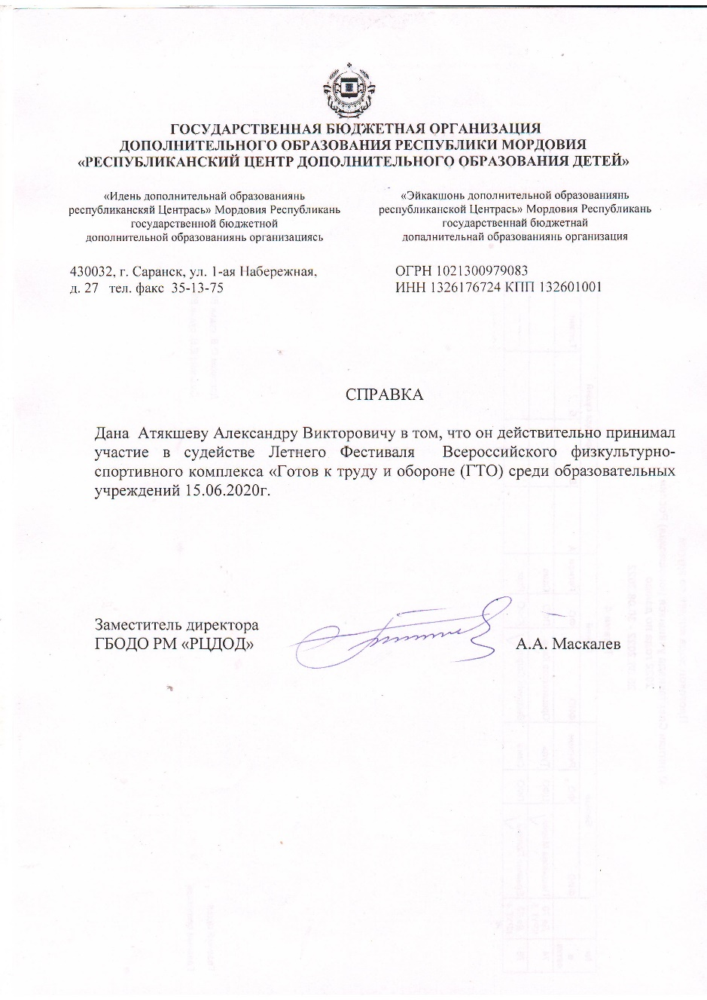 ГОСУДАРСТВЕННАЯ БЮДЖЕТНАЯ ОРГАНИЗАЦИЯ
ДОПОЛНИТЕЛЬНОГО ОБРАЗОВАНИЯ РЕСПУБЛИКИ МОРДОВИЯ
«РЕСПУБЛИКАНСКИЙ ЦЕНТР ДОПОЛНИТЕЛЬНОГО ОБРАЗОВАНИЯ ДЕТЕЙ»
«Идень дополнительнай образованиянь
республиканскяй Центрась» Мордовия Республикань
государственной бюджетной
дополнительной образованиянь организациясь
«Эйкакшонь дополнительной образованиянь
республиканской Центрась» Мордовия Республикань
государственнай бюджетнай
допалнительнай образованиянь организация
430032, г. Саранск, ул. 1-ая Набережная,
д. 27 тел. факс 35-13-75
ОГРН 1021300979083
ИНН 1326176724 КПП 132601001
СПРАВКА
Дана Атякшеву Александру Викторовичу в том, что он действительно принимал
участие в судействе Летнего Фестиваля Всероссийского физкультурно-
спортивного комплекса «Готов к труду и обороне (ГТО) среди образовательных
учреждений 15.06.2020г.
Заместитель директора
ГБОДО РМ «РЦДОД»
А.А. Маскалев